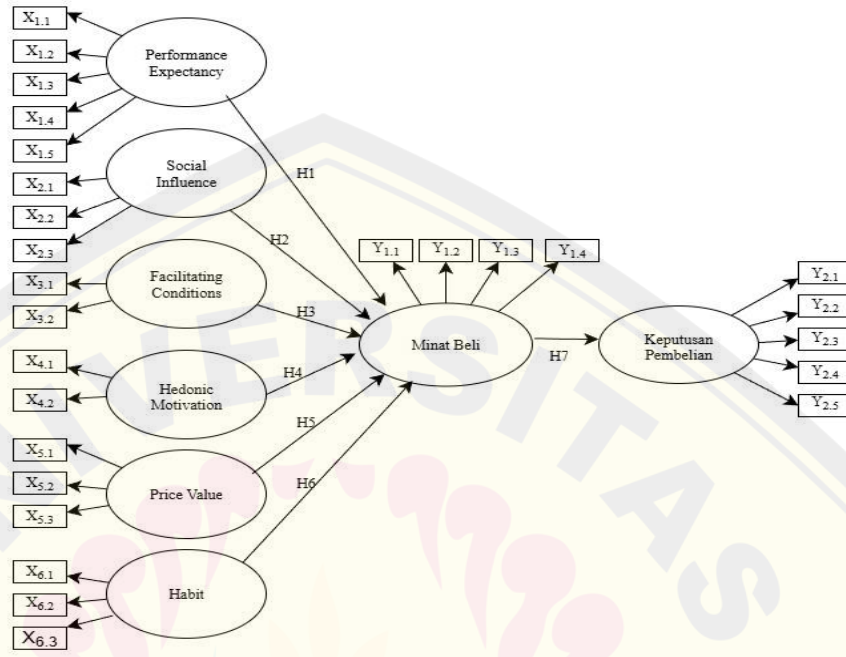 X1.1
X1.2
X1.3
X1.4
X1.5
Performance
Expectancy
X2.1
X2.2
X2.3
Social
Influence
X3.1
X3.2
Facilitating
Conditions
X4.1
X4.2
Hedonic
Motivation
X5.1
X5.2
X5.3
Price Value
X6.1
X6.2
X6.3
Habit
H1
H2
H3
H4
H5
H6
Y1.1
Y1.2
Y1.3
Y1.4
Minat Beli
H7
Keputusan
Pembelian
Y2.1
Y2.2
Y2.3
Y2.4
Y2.5
UNIVERSITAS